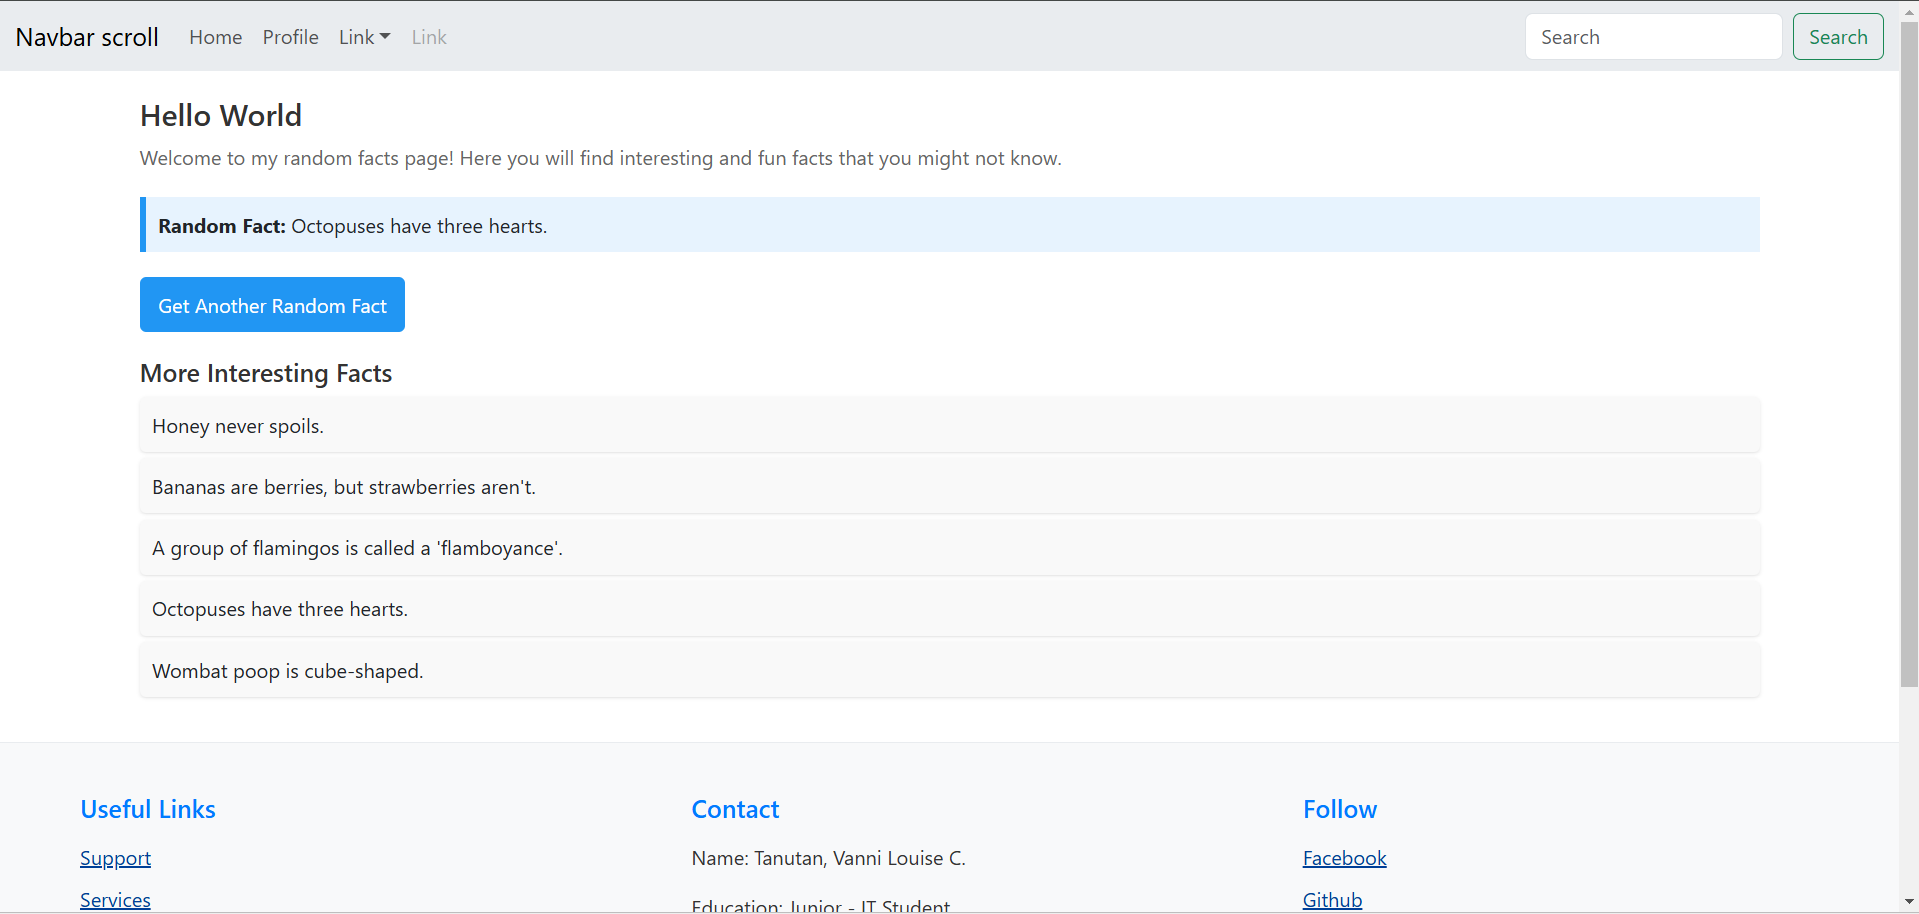 Navbar scroll Home Profile Link Link Search Search
Hello World
Welcome to my random facts page! Here you will find interesting and fun facts that you might not know.
Random Fact: Octopuses have three hearts.
Get Another Random Fact
More Interesting Facts
Honey never spoils.
Bananas are berries, but strawberries aren't.
A group of flamingos is called a 'flamboyance'.
Octopuses have three hearts.
Wombat poop is cube-shaped.
Useful Links
Support
Services
Contact
Name: Tanutan, Vanni Louise C.
Education: Junior - IT Student
Follow
Facebook
Github